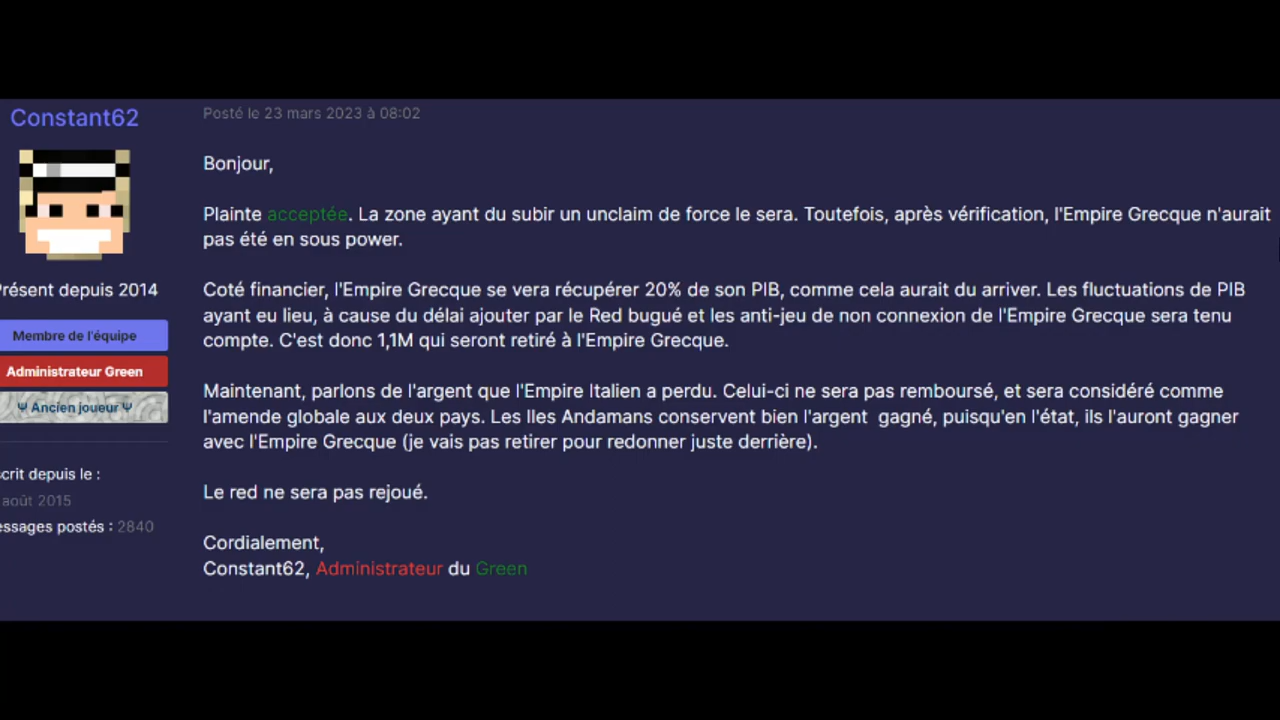 Constant62
Posté le 23 mars 2023 à 08:02
Bonjour,
Plainte acceptée. La zone ayant du subir un unclaim de force le sera. Toutefois, après vérification, l'Empire Grecque n'aurait
pas été en sous power.
Présent depuis 2014
Coté financier, l'Empire Grecque se vera récupérer 20% de son PIB, comme cela aurait du arriver. Les fluctuations de PIB
ayant eu lieu, à cause du délai ajouter par le Red bugué et les anti-jeu de non connexion de l'Empire Grecque sera tenu
compte. C'est donc 1,1M qui seront retiré à l'Empire Grecque.
Membre de l'équipe
Administrateur Green
Ψ Ancien joueur Ψ
Maintenant, parlons de l'argent que l'Empire Italien a perdu. Celui-ci ne sera pas remboursé, et sera considéré comme
l'amende globale aux deux pays. Les Iles Andamans conservent bien l'argent gagné, puisqu'en l'état, ils l'auront gagner
avec l'Empire Grecque (je vais pas retirer pour redonner juste derrière).
scrit depuis le :
août 2015
essages postés : 2840
Le red ne sera pas rejoué.
Cordialement,
Constant62, Administrateur du Green